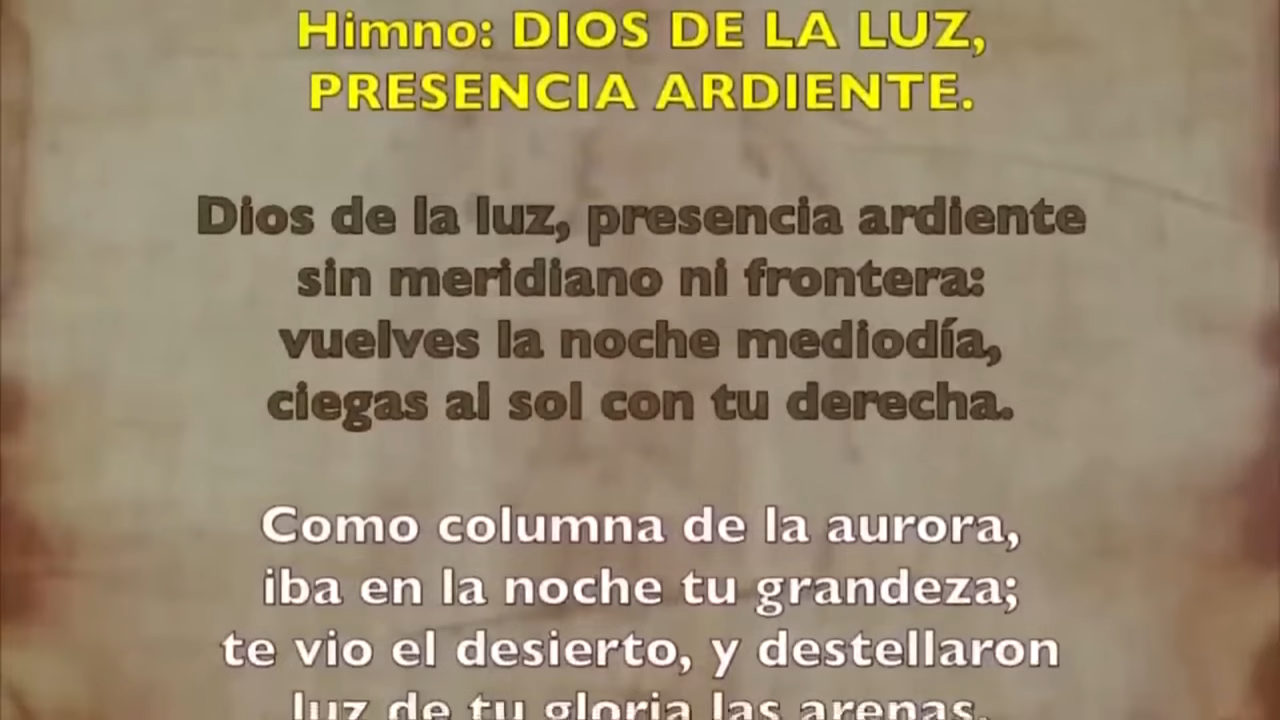 Himno: DIOS DE LA LUZ,
PRESENCIA ARDIENTE.
Dios de la luz, presencia ardiente
sin meridiano ni frontera:
vuelves la noche mediodía,
ciegas al sol con tu derecha.
Como columna de la aurora,
iba en la noche tu grandeza;
te vio el desierto, y destellaron
luz de tu gloria las arenas.